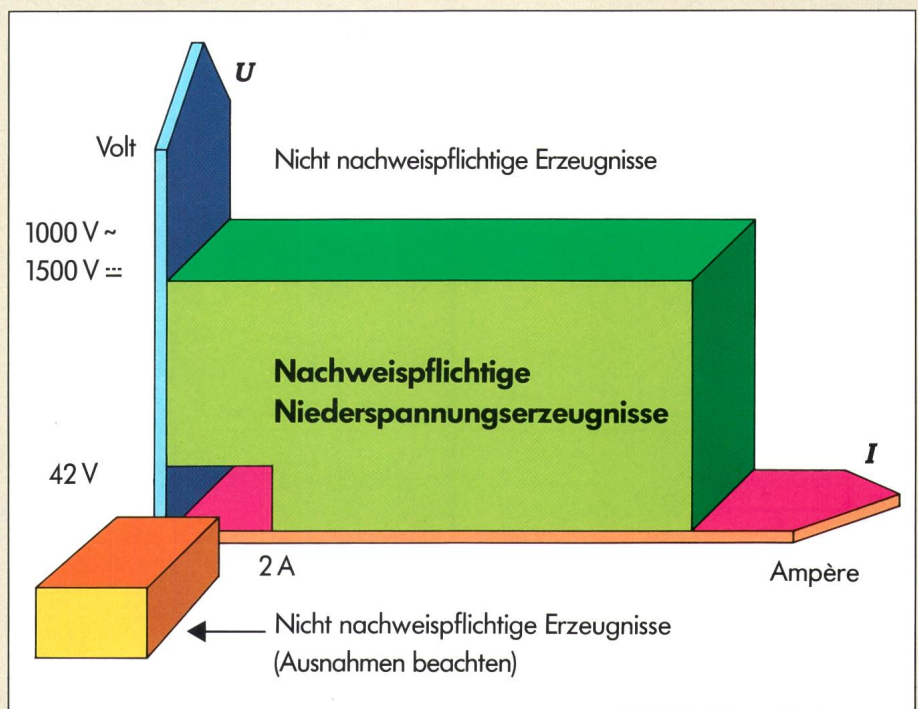 U
Volt
Nicht nachweispflichtige Erzeugnisse
1000 V ~
1500 V ⎓
Nachweispflichtige
Niederspannungserzeugnisse
42 V
I
2 A
Ampère
Nicht nachweispflichtige Erzeugnisse
(Ausnahmen beachten)